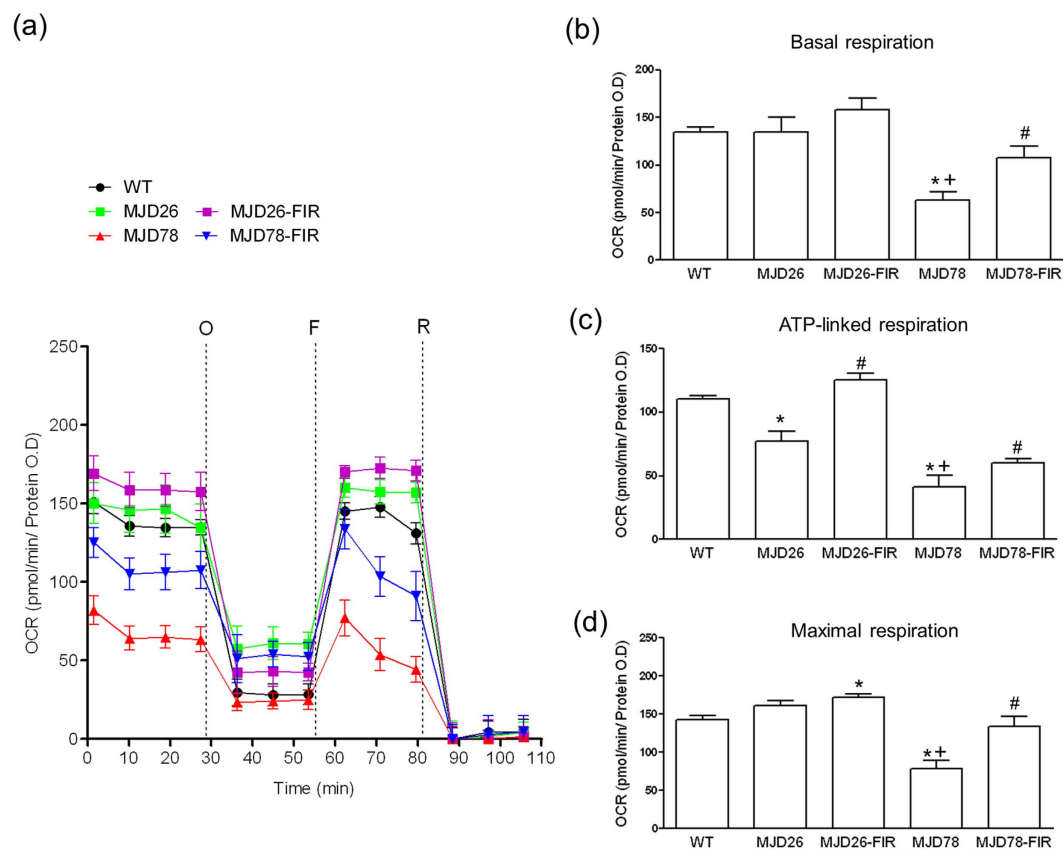 (a)
WT
MJD26
MJD26-FIR
MJD78
MJD78-FIR
O F R
250
200
150
100
50
0
OCR (pmol/min/ Protein O.D)
0 10 20 30 40 50 60 70 80 90 100 110
Time (min)
(b)
Basal respiration
OCR (pmol/min/ Protein O.D)
200
150
100
50
0
*+
#
WT MJD26 MJD26-FIR MJD78 MJD78-FIR
(c)
ATP-linked respiration
OCR (pmol/min/ Protein O.D)
150
100
50
0
*
#
*+
#
WT MJD26 MJD26-FIR MJD78 MJD78-FIR
(d)
Maximal respiration
OCR (pmol/min/ Protein O.D)
250
200
150
100
50
0
*
*+
#
WT MJD26 MJD26-FIR MJD78 MJD78-FIR